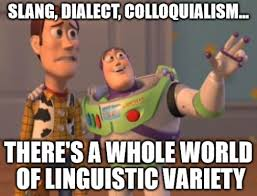 SLANG, DIALECT, COLLOQUIALISM...
THERE'S A WHOLE WORLD
OF LINGUISTIC VARIETY